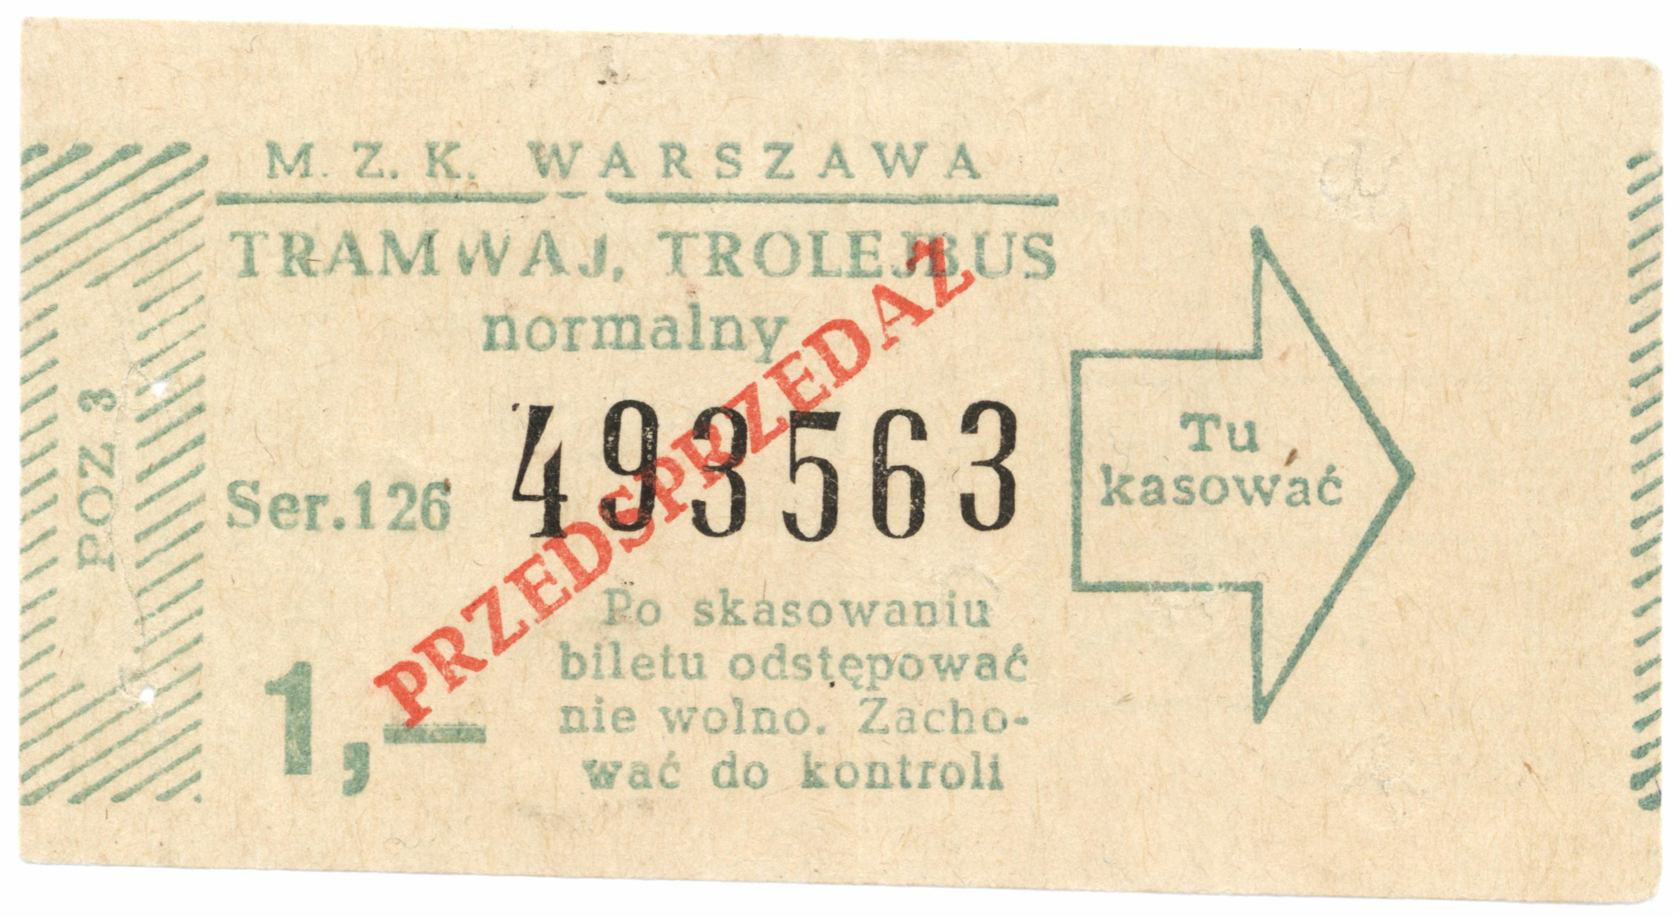 M. Z. K. WARSZAWA
TRAMWAJ, TROLEJBUS
normalny
PRZEDSPRZEDAŻ
Ser.126 493563
1,—
Po skasowaniu
biletu odstępować
nie wolno. Zacho-
wać do kontroli
Tu
kasować
POZ 3